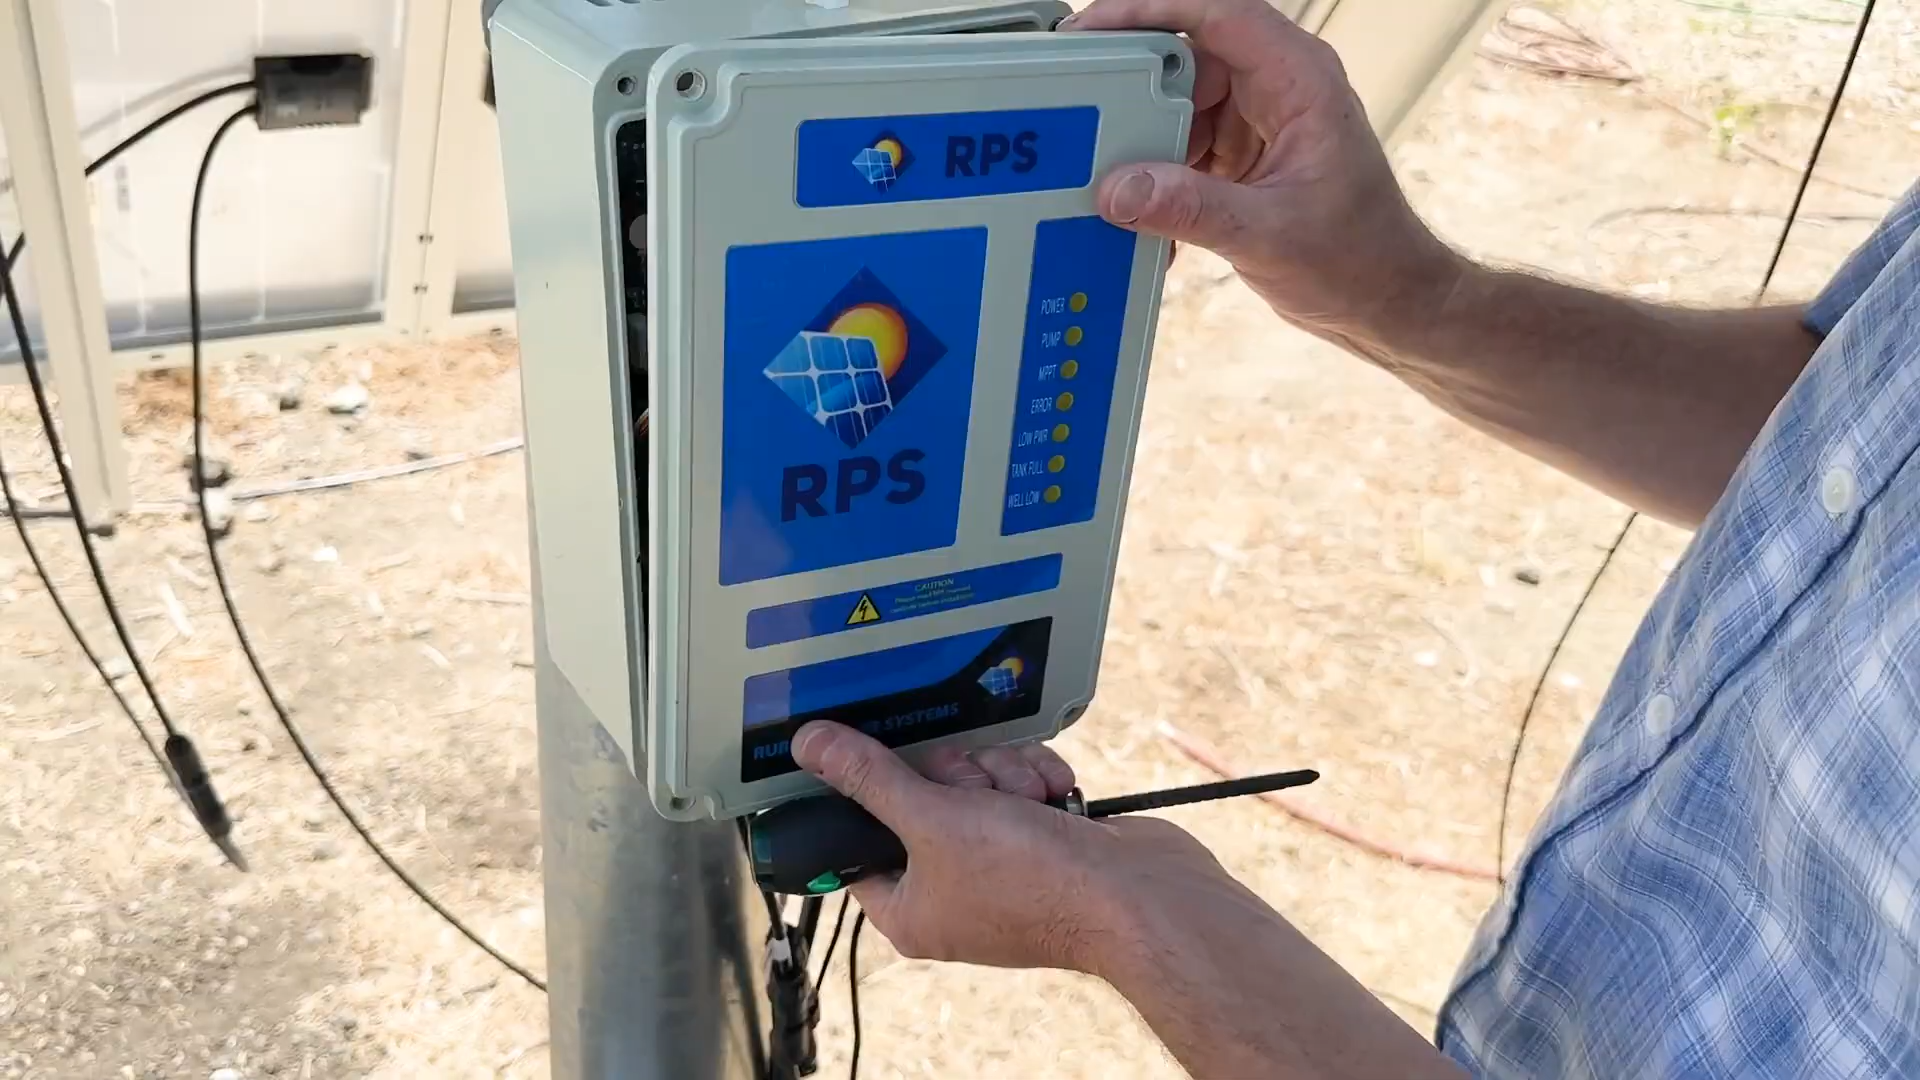 RPS
RPS
POWER
PUMP
MPPT
ERROR
LOW PWR
TANK FULL
WELL LOW
CAUTION
SYSTEMS